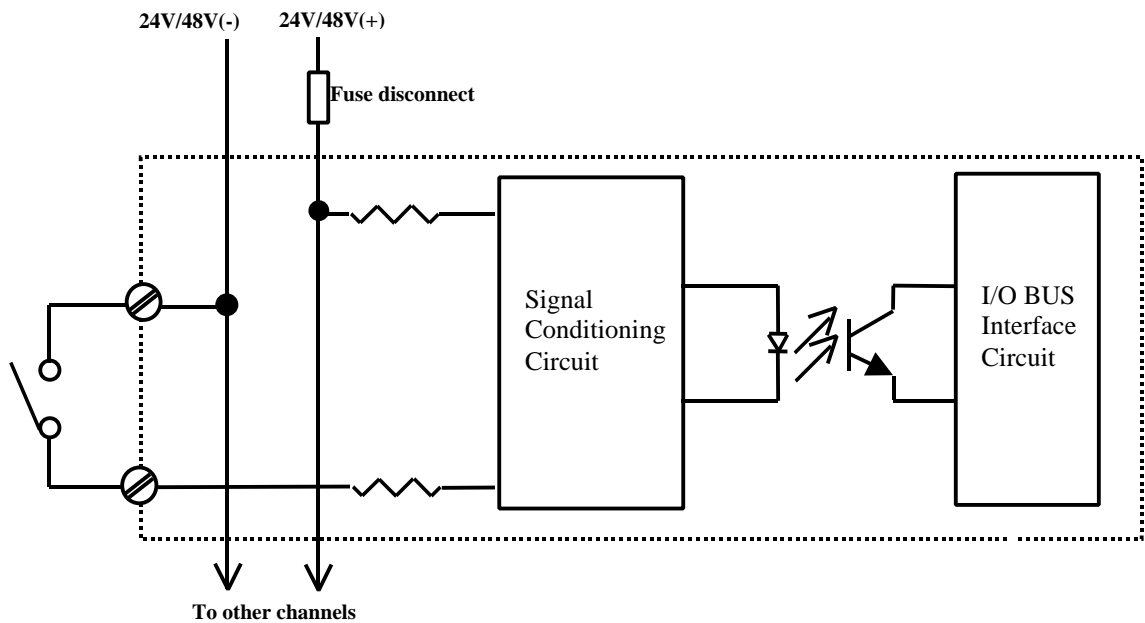 24V/48V(-)
24V/48V(+)
Fuse disconnect
Signal
Conditioning
Circuit
I/O BUS
Interface
Circuit
To other channels